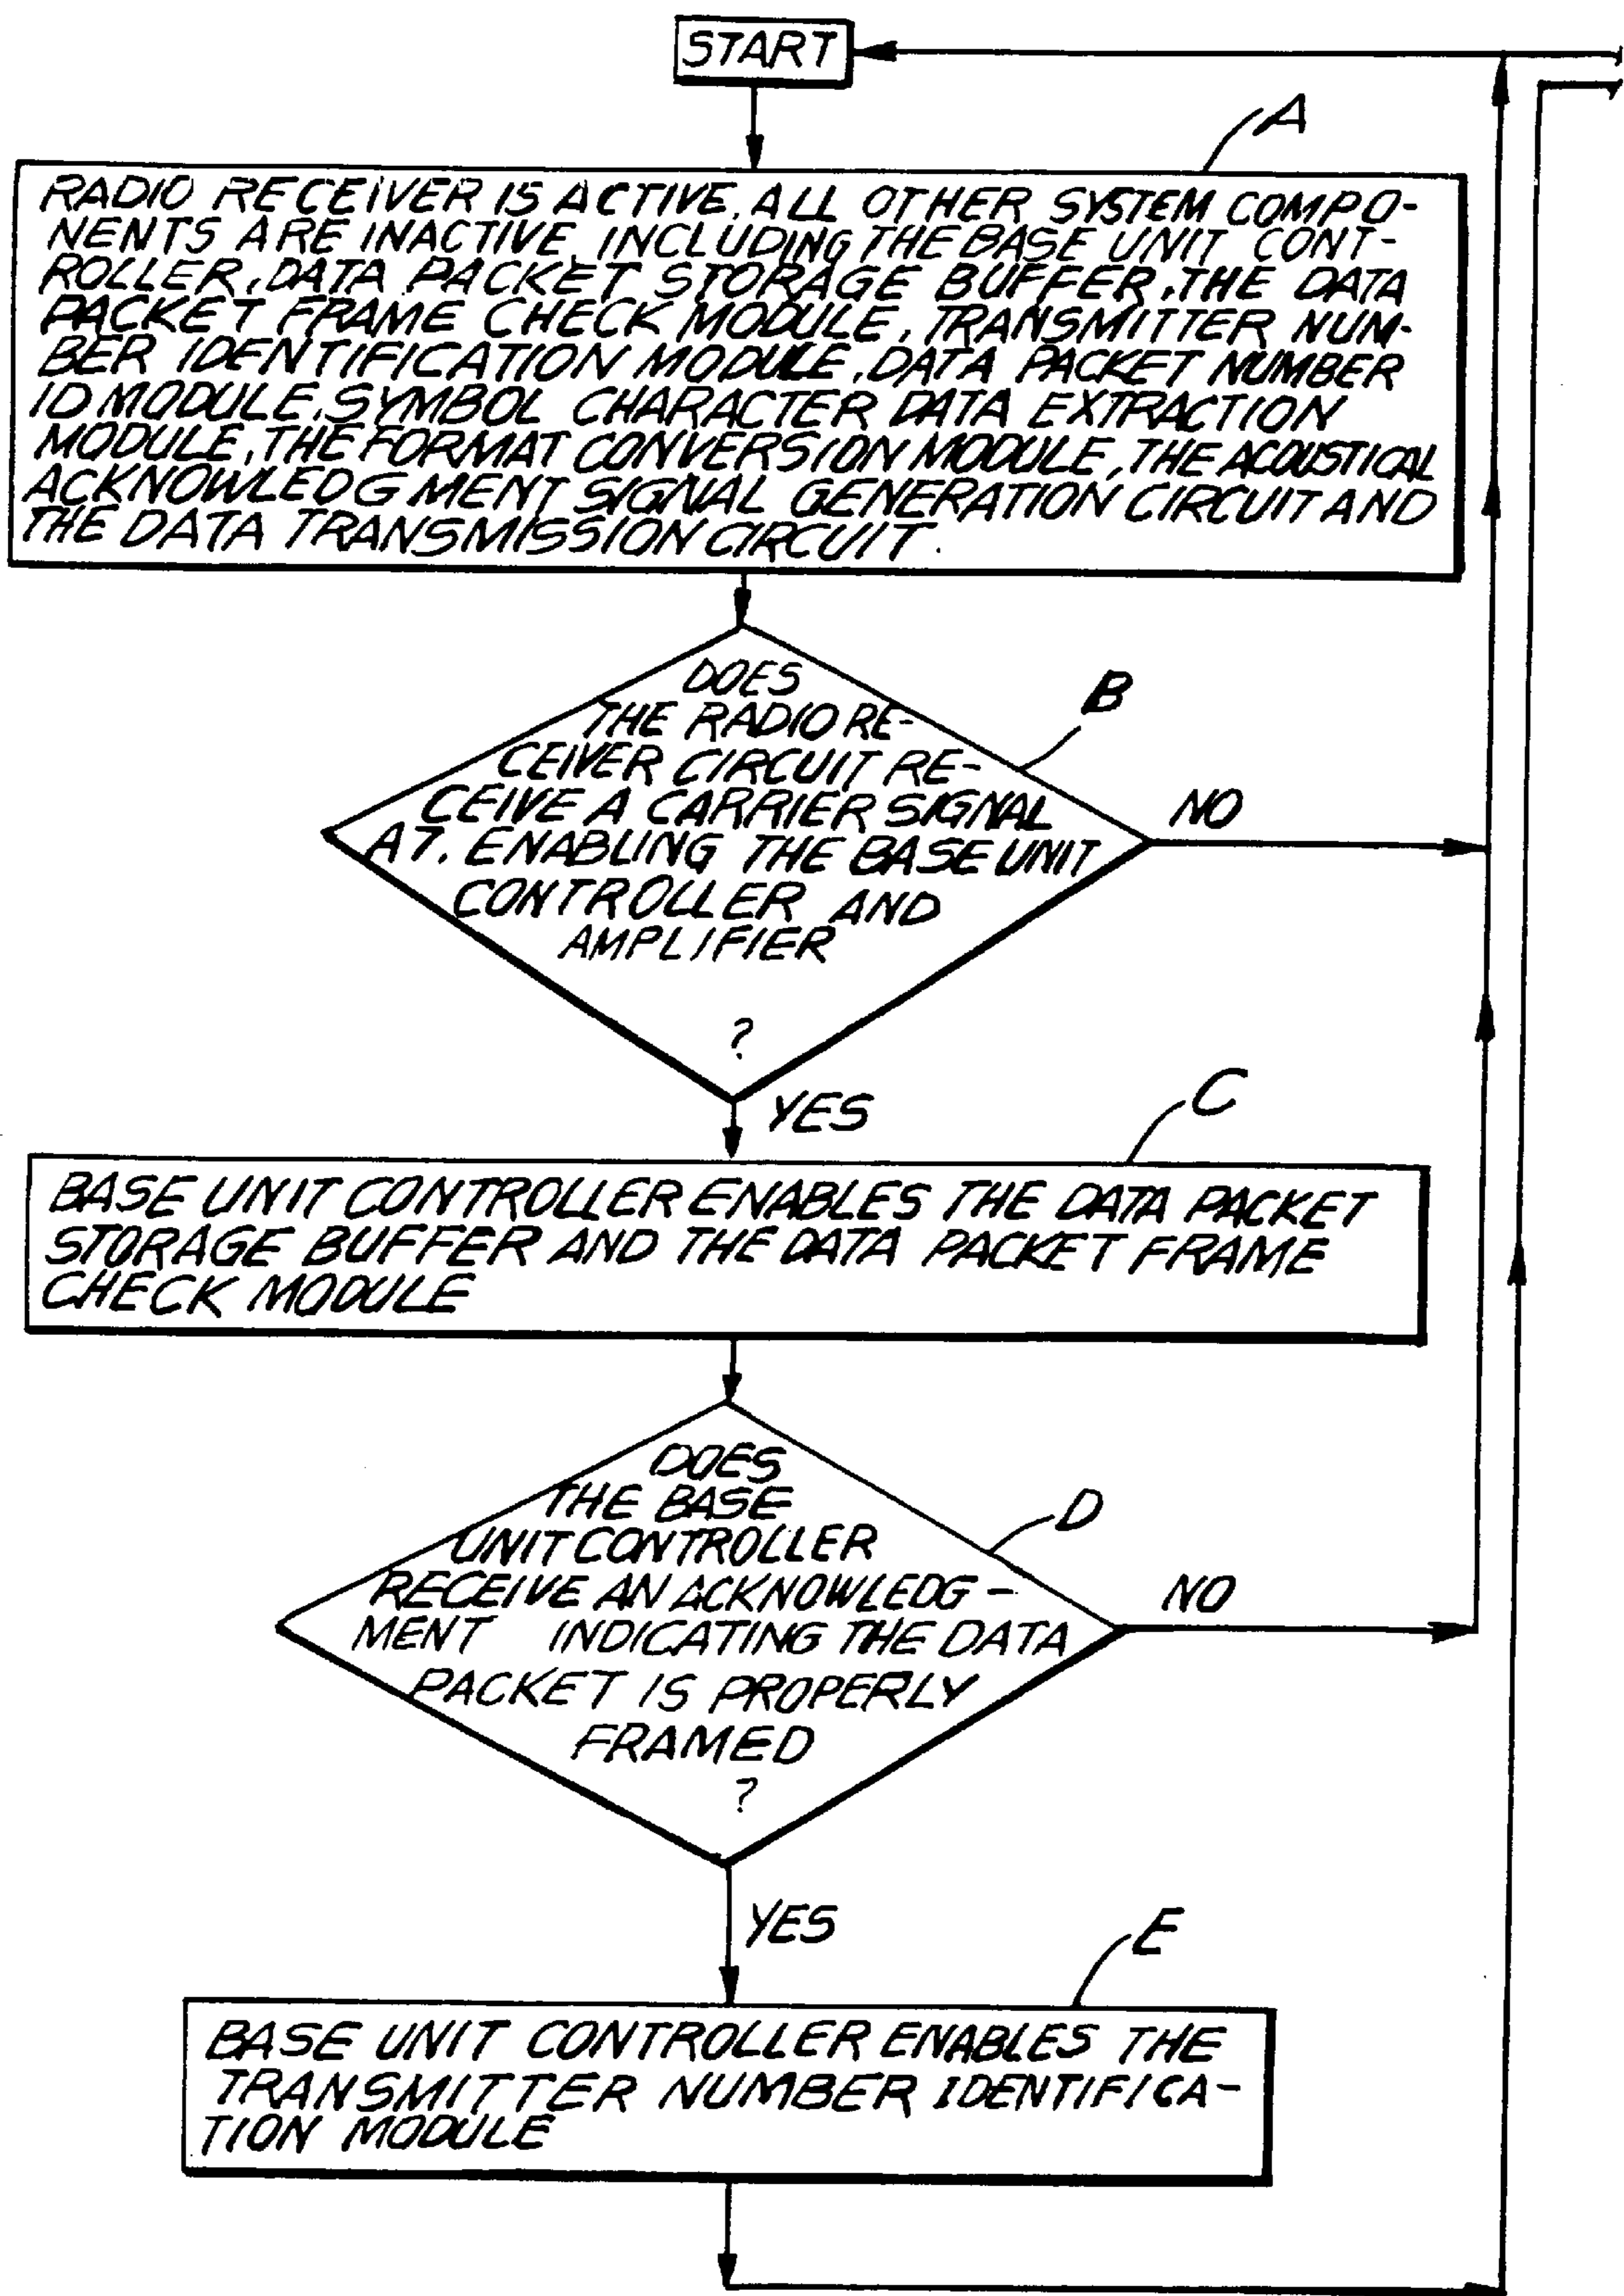 START
A
RADIO RECEIVER IS ACTIVE, ALL OTHER SYSTEM COMPO-
NENTS ARE INACTIVE, INCLUDING THE BASE UNIT CONT-
ROLLER, DATA PACKET STORAGE BUFFER, THE DATA
PACKET FRAME CHECK MODULE, TRANSMITTER NUM-
BER IDENTIFICATION MODULE, DATA PACKET NUMBER
ID MODULE, SYMBOL CHARACTER DATA EXTRACTION
MODULE, THE FORMAT CONVERSION MODULE, THE ACOUSTICAL
ACKNOWLEDGMENT SIGNAL GENERATION CIRCUIT AND
THE DATA TRANSMISSION CIRCUIT.
B
DOES
THE RADIO RE-
CEIVER CIRCUIT RE-
CEIVE A CARRIER SIGNAL
A7. ENABLING THE BASE UNIT
CONTROLLER AND
AMPLIFIER
?
NO
YES
C
BASE UNIT CONTROLLER ENABLES THE DATA PACKET
STORAGE BUFFER AND THE DATA PACKET FRAME
CHECK MODULE
D
DOES
THE BASE
UNIT CONTROLLER
RECEIVE AN ACKNOWLEDG-
MENT INDICATING THE DATA
PACKET IS PROPERLY
FRAMED
?
NO
YES
E
BASE UNIT CONTROLLER ENABLES THE
TRANSMITTER NUMBER IDENTIFICA-
TION MODULE